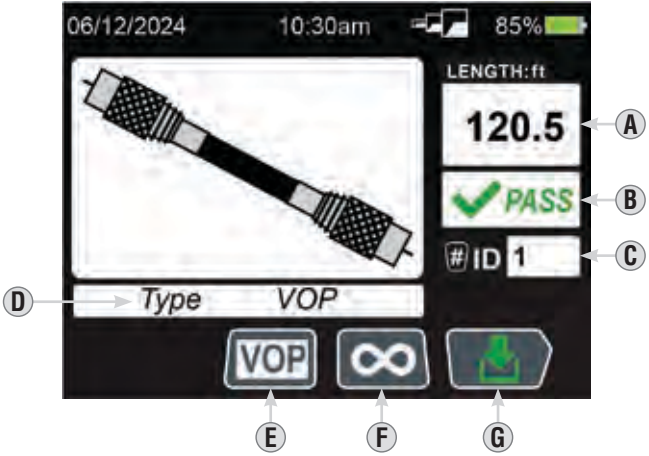 06/12/2024 10:30am 85%
LENGTH:ft
120.5
A
PASS
B
# ID 1
C
D
Type VOP
VOP
E
F
G